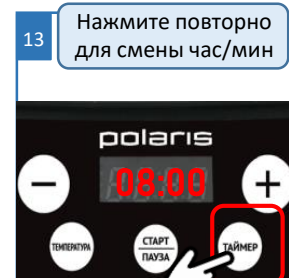 13
Нажмите повторно
для смены час/мин
polaris
08:00
ТЕМПЕРАТУРА
СТАРТ
ПАУЗА
ТАЙМЕР